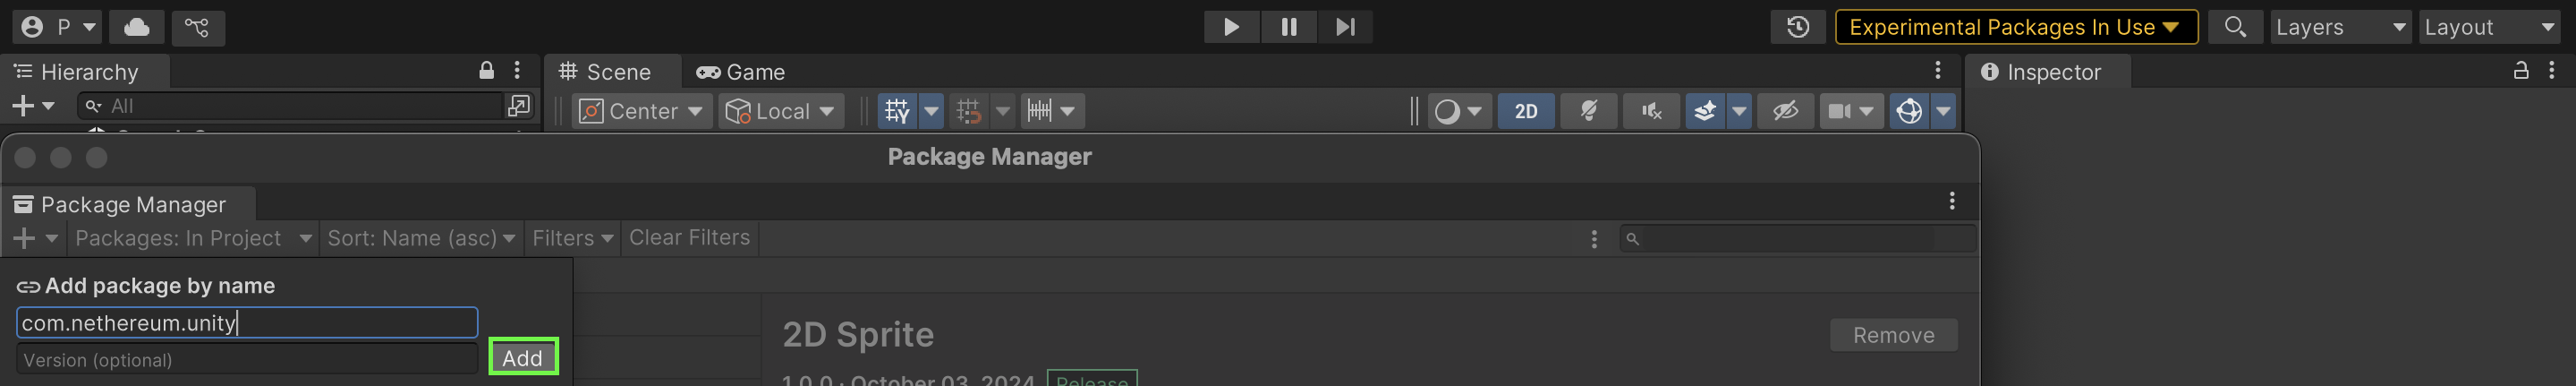 P
Experimental Packages In Use
Layers
Layout
Hierarchy
Scene
Game
Inspector
All
Center
Local
2D
Package Manager
Package Manager
Packages: In Project
Sort: Name (asc)
Filters
Clear Filters
Add package by name
com.nethereum.unity
Version (optional)
Add
2D Sprite
Remove
1.0.0 · October 03, 2024
Release